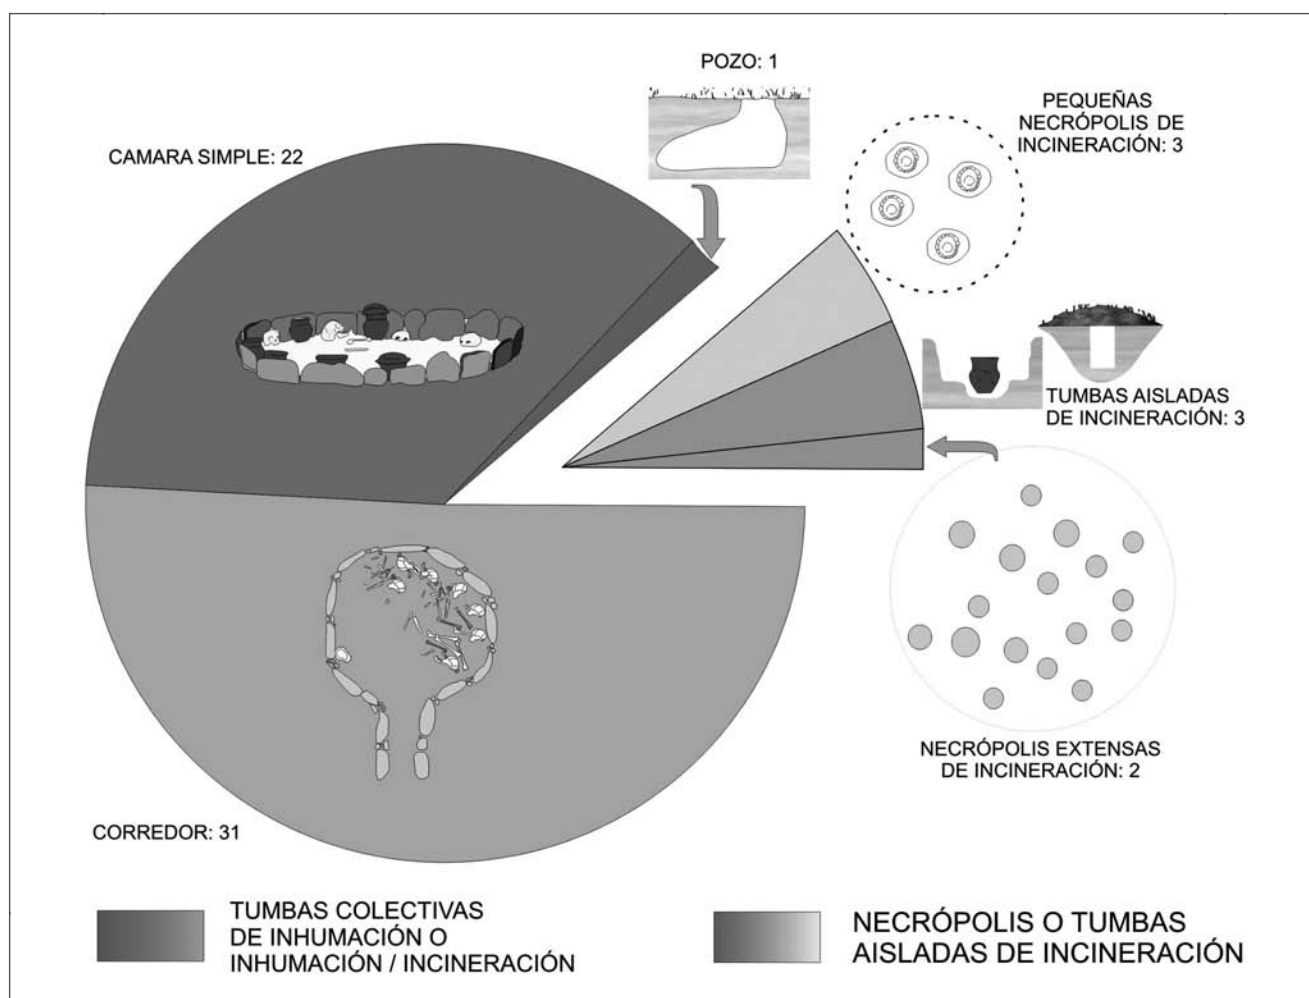 POZO: 1
PEQUEÑAS
NECRÓPOLIS DE
INCINERACIÓN: 3
CAMARA SIMPLE: 22
TUMBAS AISLADAS
DE INCINERACIÓN: 3
NECRÓPOLIS EXTENSAS
DE INCINERACIÓN: 2
CORREDOR: 31
TUMBAS COLECTIVAS
DE INHUMACIÓN O
INHUMACIÓN / INCINERACIÓN
NECRÓPOLIS O TUMBAS
AISLADAS DE INCINERACIÓN